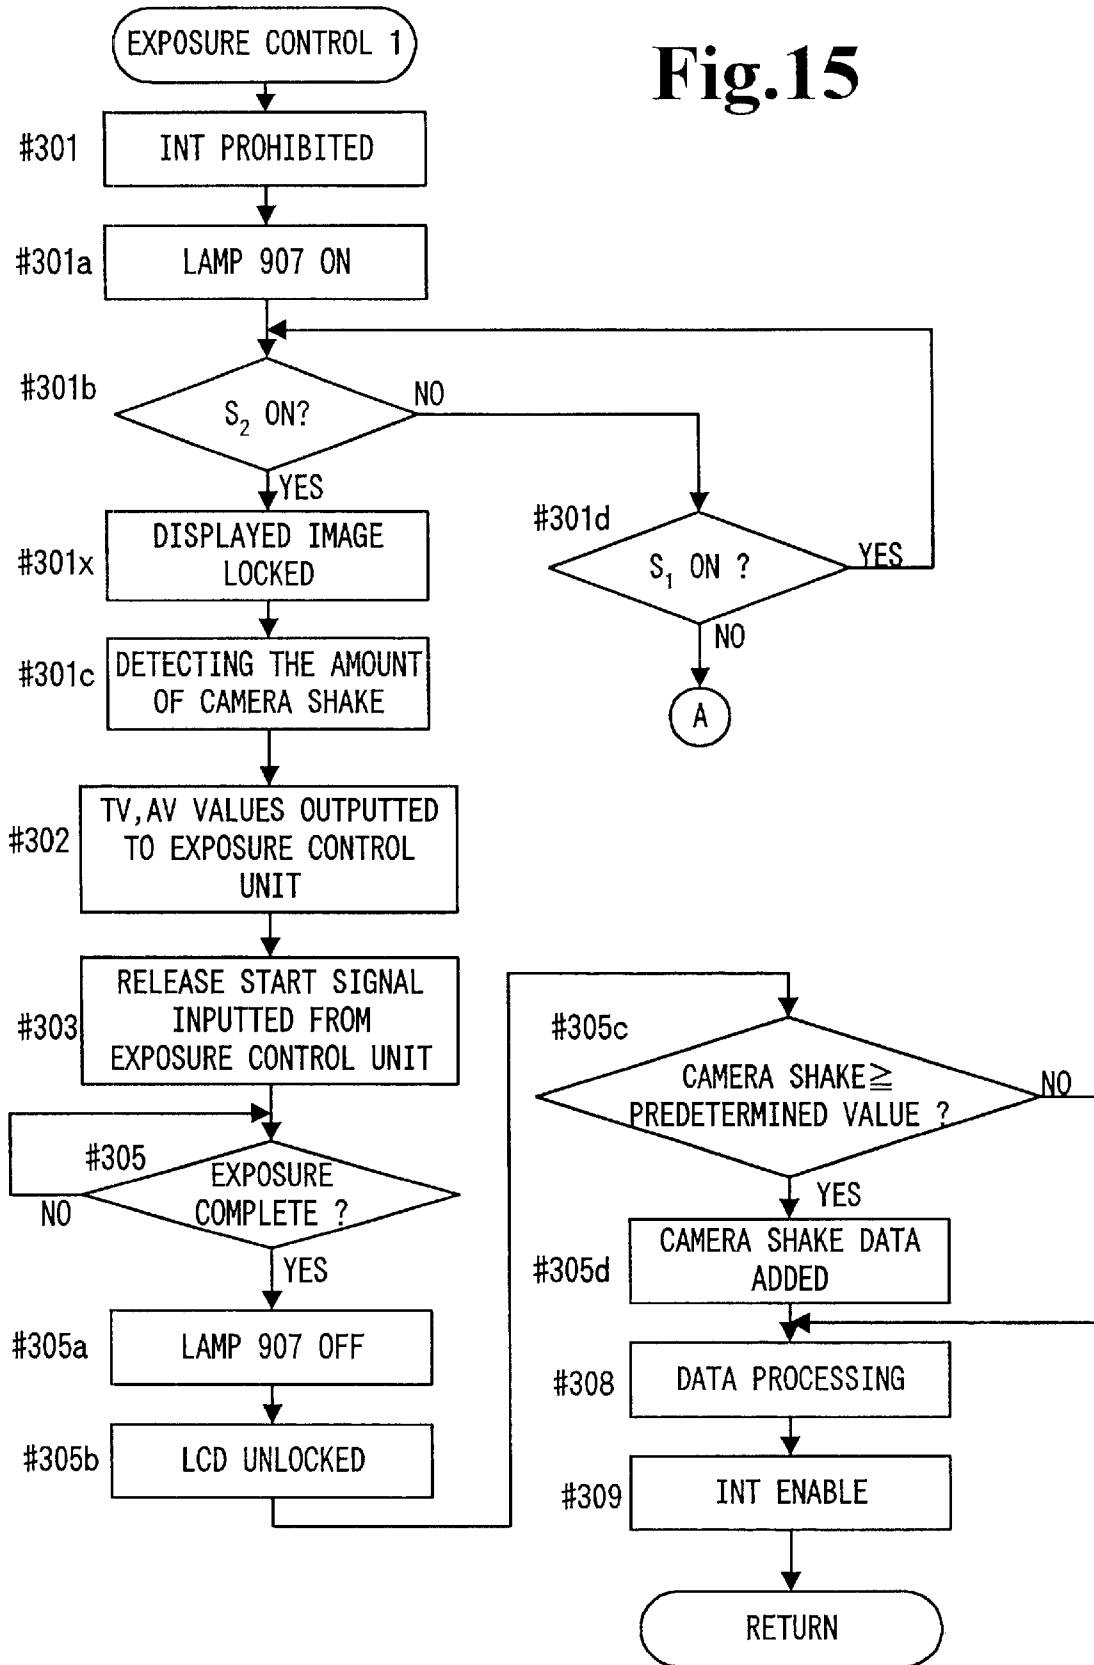 EXPOSURE CONTROL 1
Fig.15
#301
INT PROHIBITED
#301a
LAMP 907 ON
#301b
S2 ON?
NO
YES
#301x
DISPLAYED IMAGE
LOCKED
#301d
S1 ON ?
YES
NO
A
#301c
DETECTING THE AMOUNT
OF CAMERA SHAKE
#302
TV,AV VALUES OUTPUTTED
TO EXPOSURE CONTROL
UNIT
#303
RELEASE START SIGNAL
INPUTTED FROM
EXPOSURE CONTROL UNIT
#305
EXPOSURE
COMPLETE ?
NO
YES
#305a
LAMP 907 OFF
#305b
LCD UNLOCKED
#305c
CAMERA SHAKE≧
PREDETERMINED VALUE ?
NO
YES
#305d
CAMERA SHAKE DATA
ADDED
#308
DATA PROCESSING
#309
INT ENABLE
RETURN